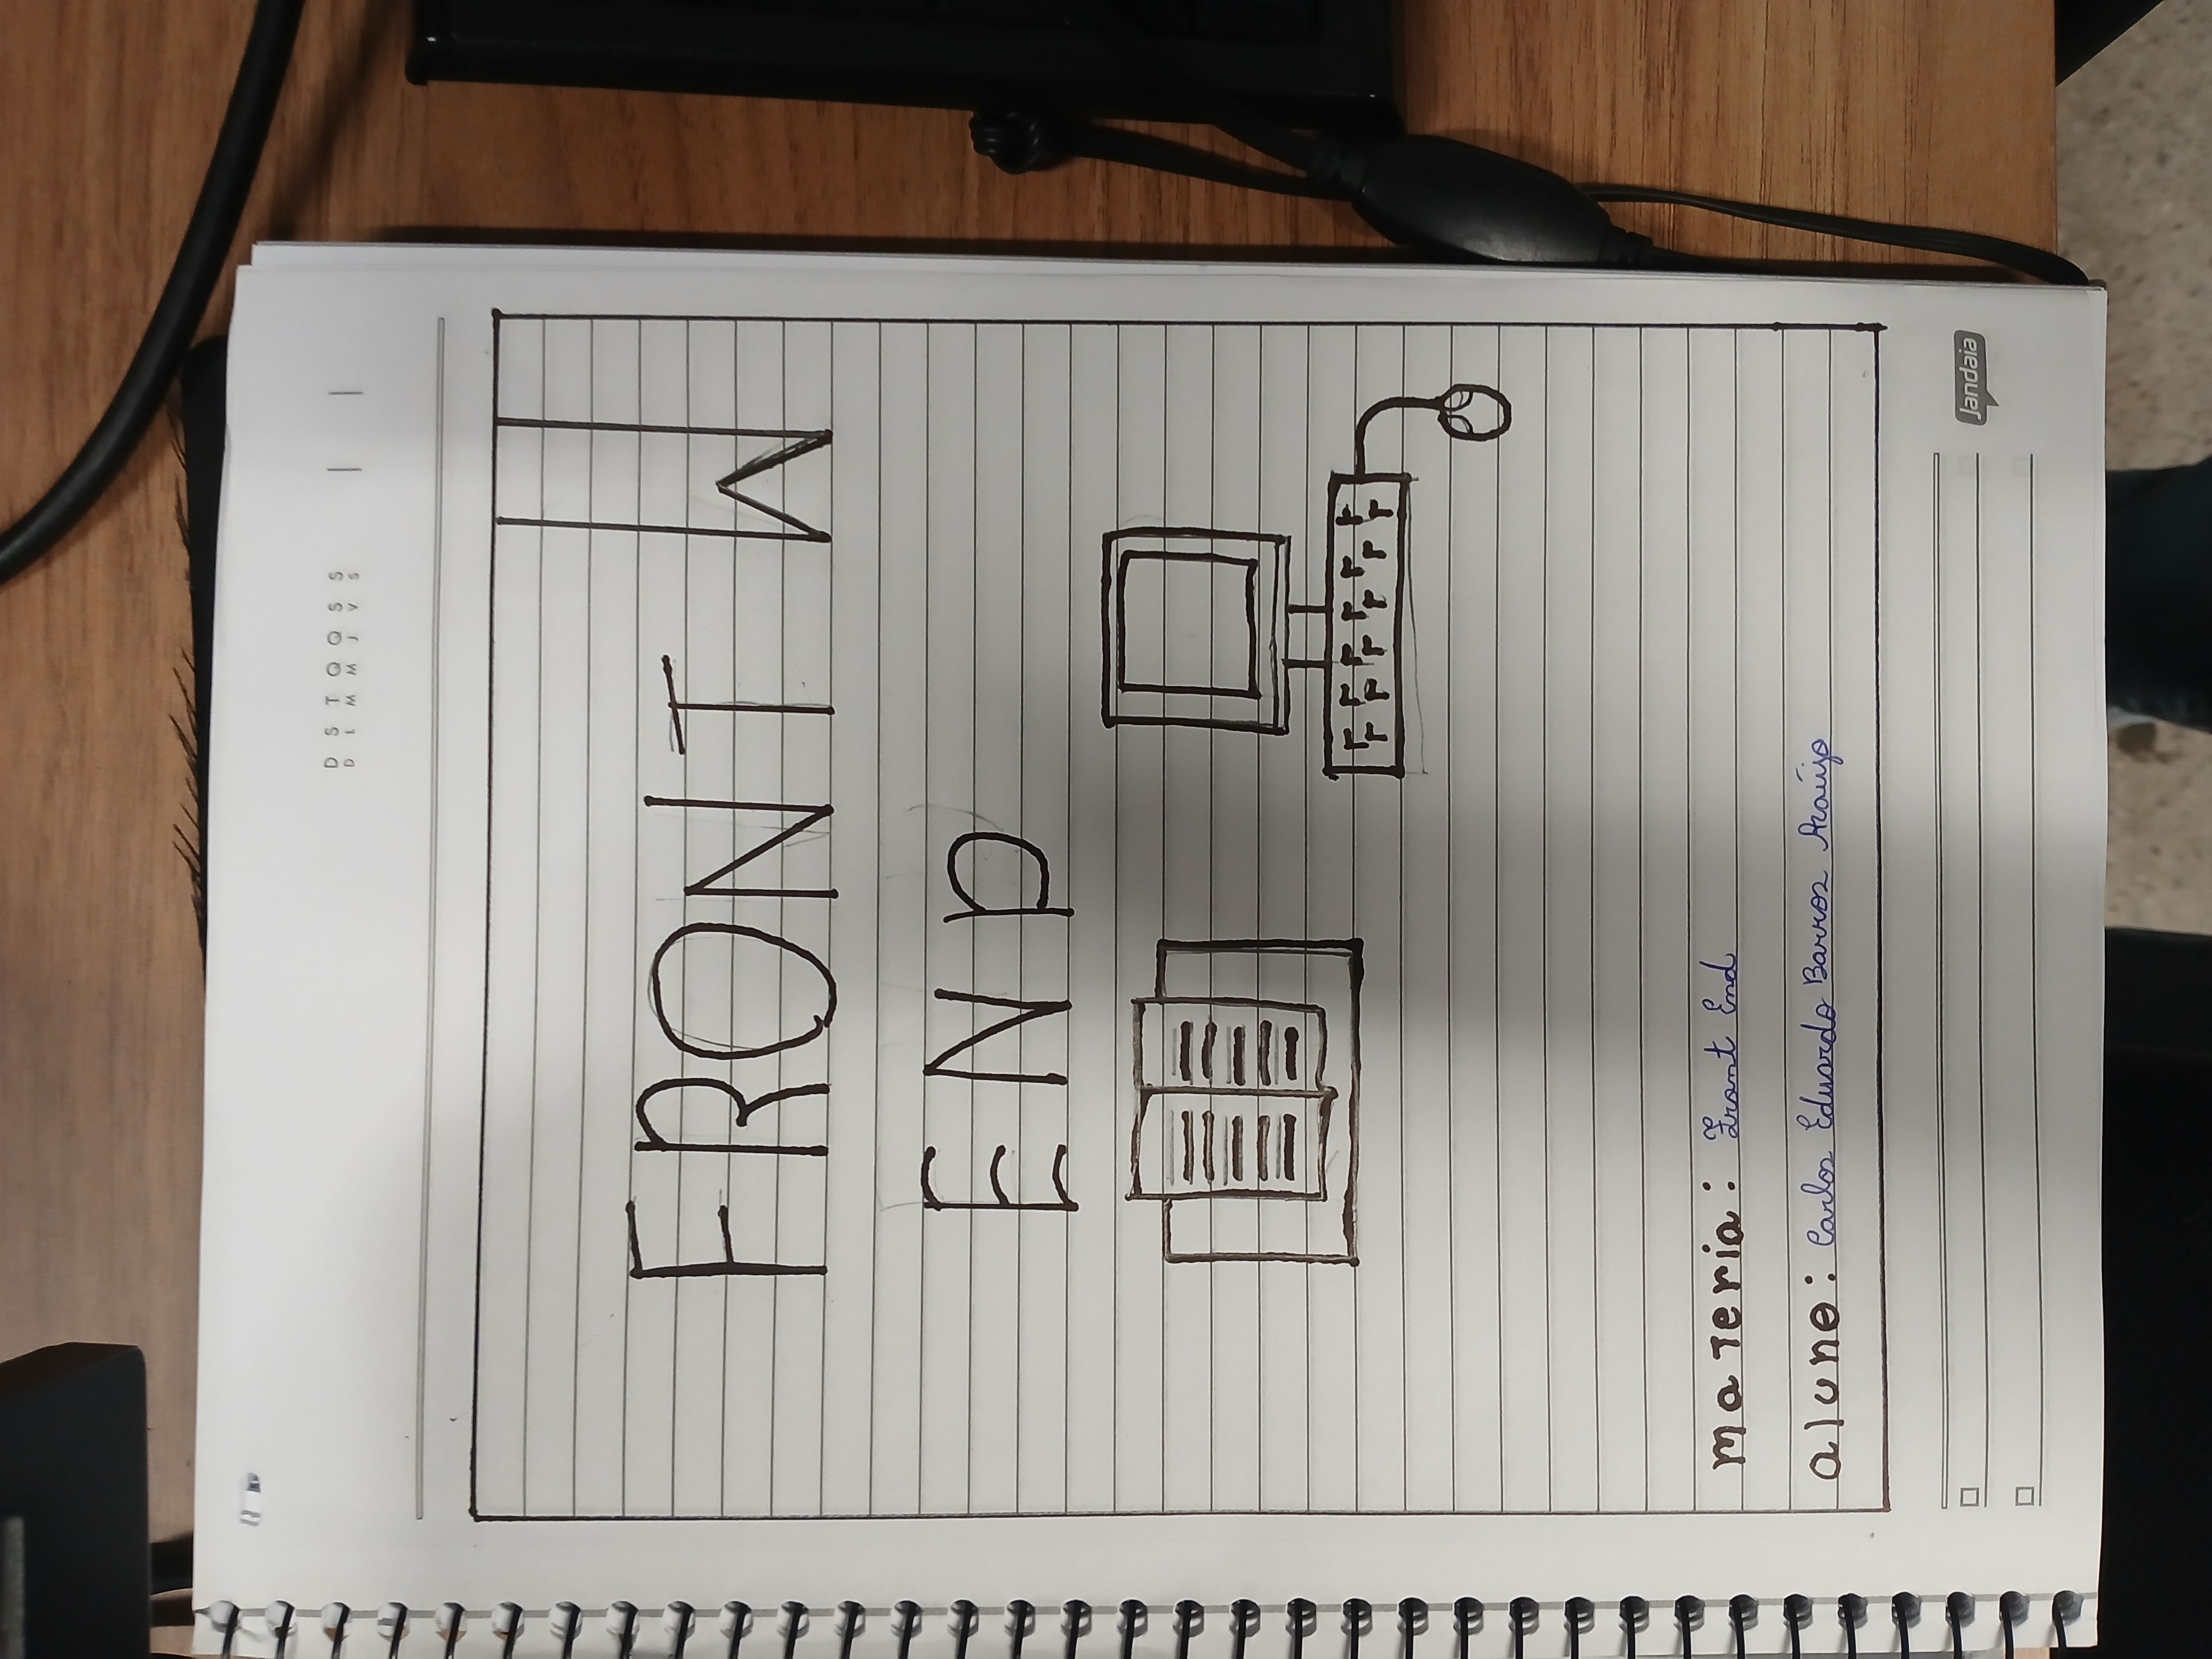 D S T Q Q S S
D L M M J V S
FRONT W
END
materia: Front End
aluno: Carlos Eduardo Barros Araújo
Jandaia